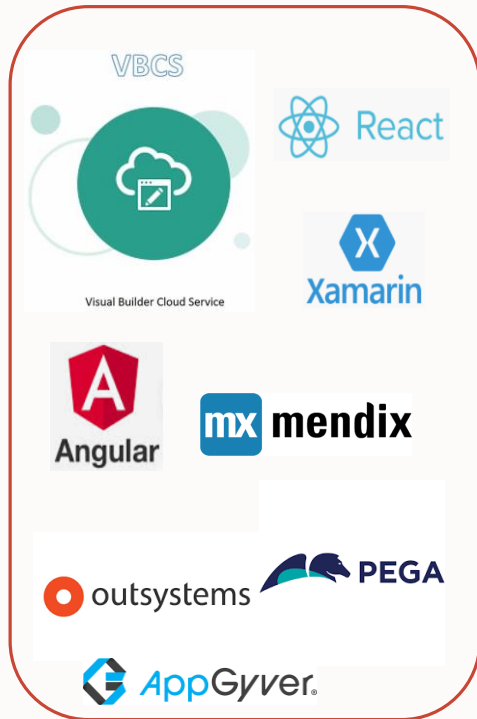 VBCS
Visual Builder Cloud Service
React
X
Xamarin
A
Angular
mx mendix
outsystems
PEGA
AppGyver®